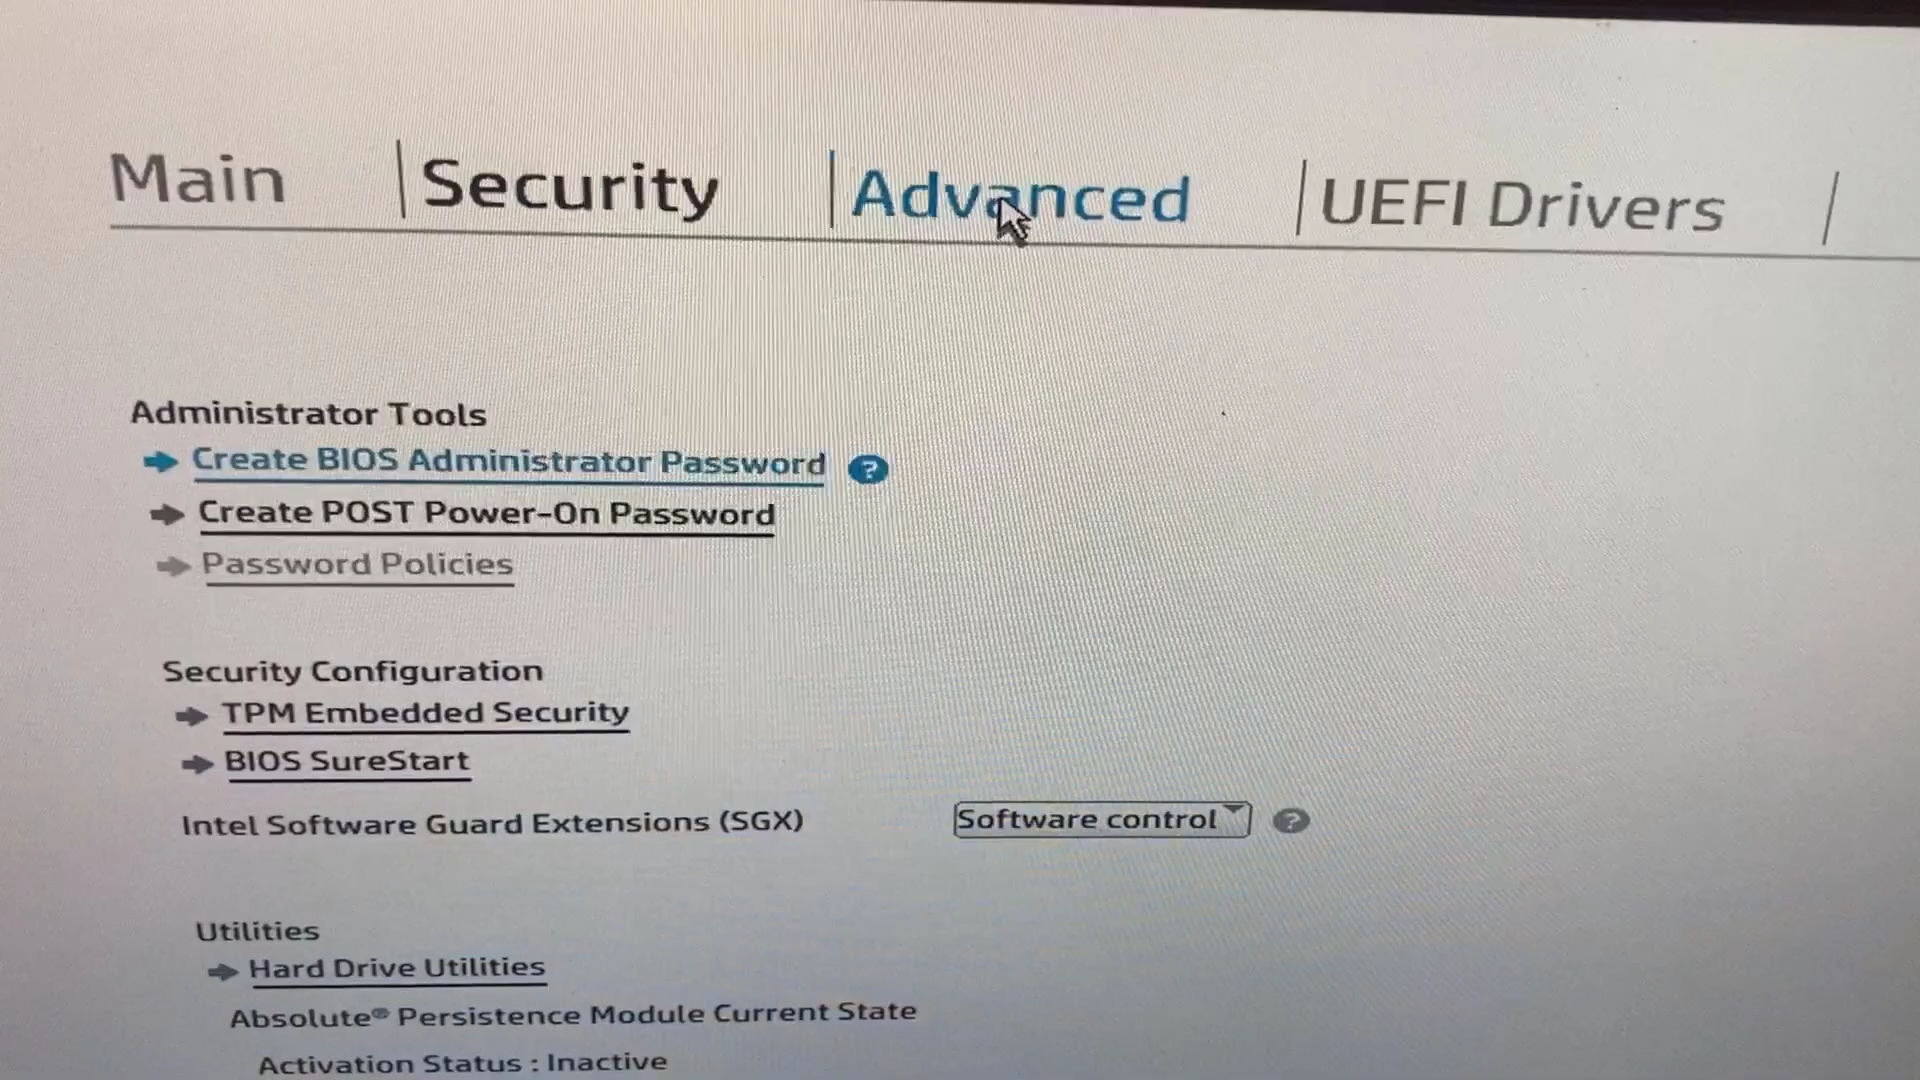 Main | Security | Advanced | UEFI Drivers |
Administrator Tools
Create BIOS Administrator Password ?
Create POST Power-On Password
Password Policies
Security Configuration
TPM Embedded Security
BIOS SureStart
Intel Software Guard Extensions (SGX) Software control ?
Utilities
Hard Drive Utilities
Absolute® Persistence Module Current State
Activation Status : Inactive